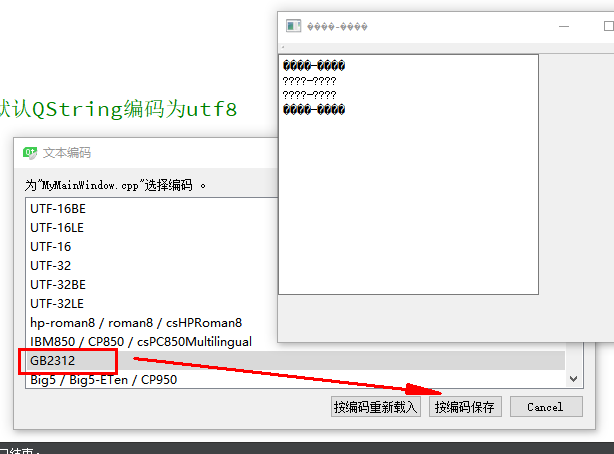 ����-����
����-����
????-????
????-????
����-����
默认QString编码为utf8
文本编码
为"MyMainWindow.cpp"选择编码 。
UTF-16BE
UTF-16LE
UTF-16
UTF-32
UTF-32BE
UTF-32LE
hp-roman8 / roman8 / csHPRoman8
IBM850 / CP850 / csPC850Multilingual
GB2312
Big5 / Big5-ETen / CP950
按编码重新载入 按编码保存 Cancel